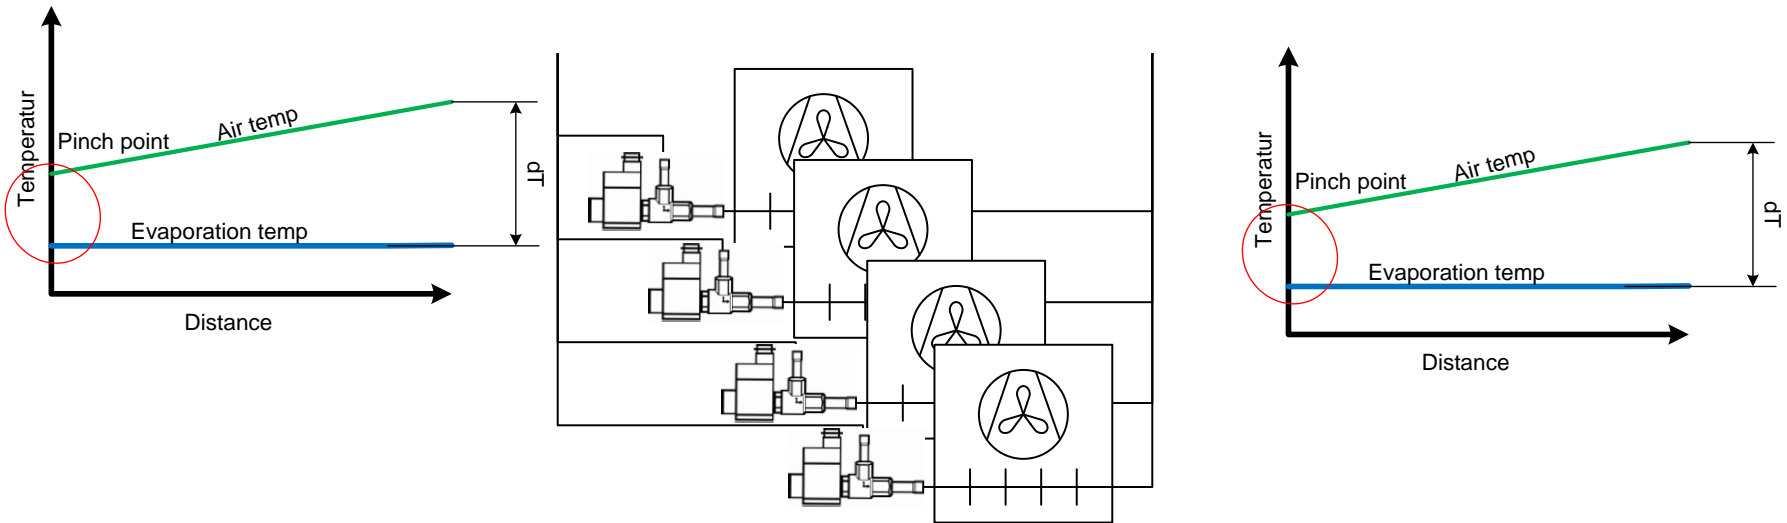 Temperatur
Pinch point
Air temp
dT
Evaporation temp
Distance
Temperatur
Pinch point
Air temp
dT
Evaporation temp
Distance